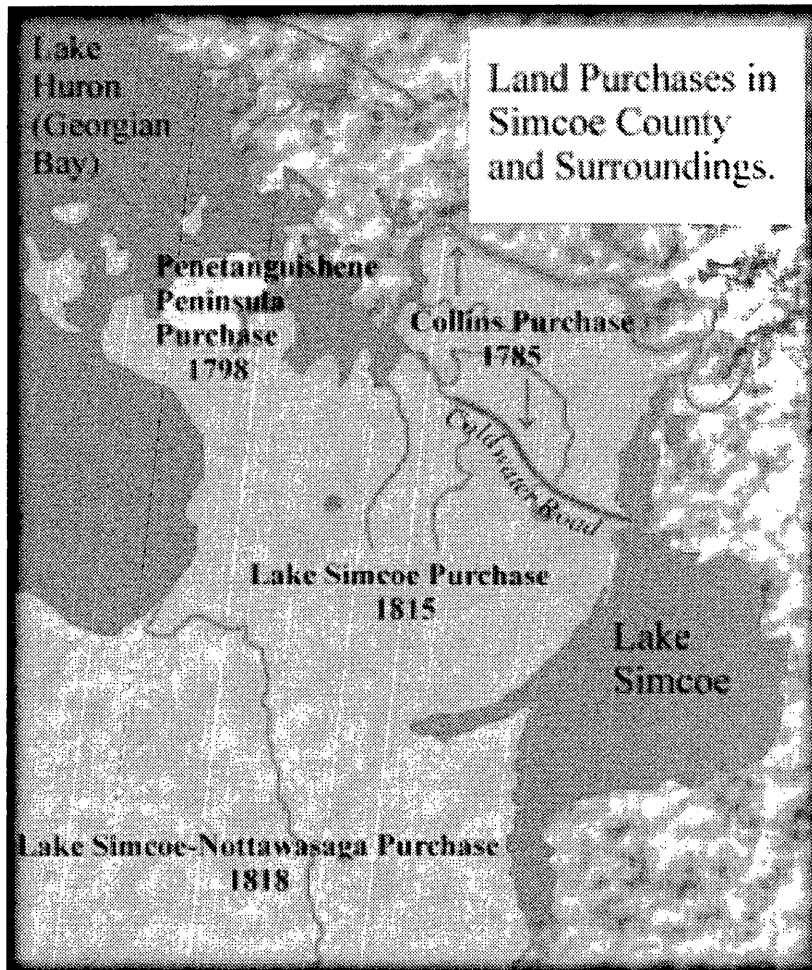 Lake
Huron
(Georgian
Bay)
Land Purchases in
Simcoe County
and Surroundings.
Penetanguishene
Peninsula
Purchase
1798
Collins Purchase
1785
Coldwater Road
Lake Simcoe Purchase
1815
Lake
Simcoe
Lake Simcoe-Nottawasaga Purchase
1818